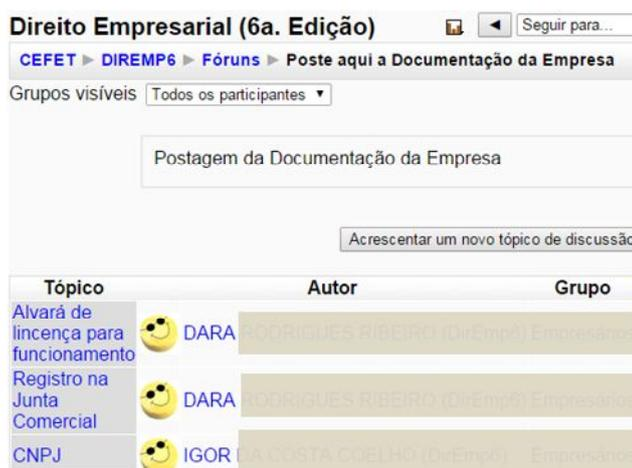 Direito Empresarial (6a. Edição) ◄ Seguir para...
CEFET ► DIREMP6 ► Fóruns ► Poste aqui a Documentação da Empresa
Grupos visíveis Todos os participantes ▼
Postagem da Documentação da Empresa
Acrescentar um novo tópico de discussão
Tópico Autor Grupo
Alvará de
lincença para
funcionamento
DARA
Registro na
Junta
Comercial
DARA
CNPJ IGOR